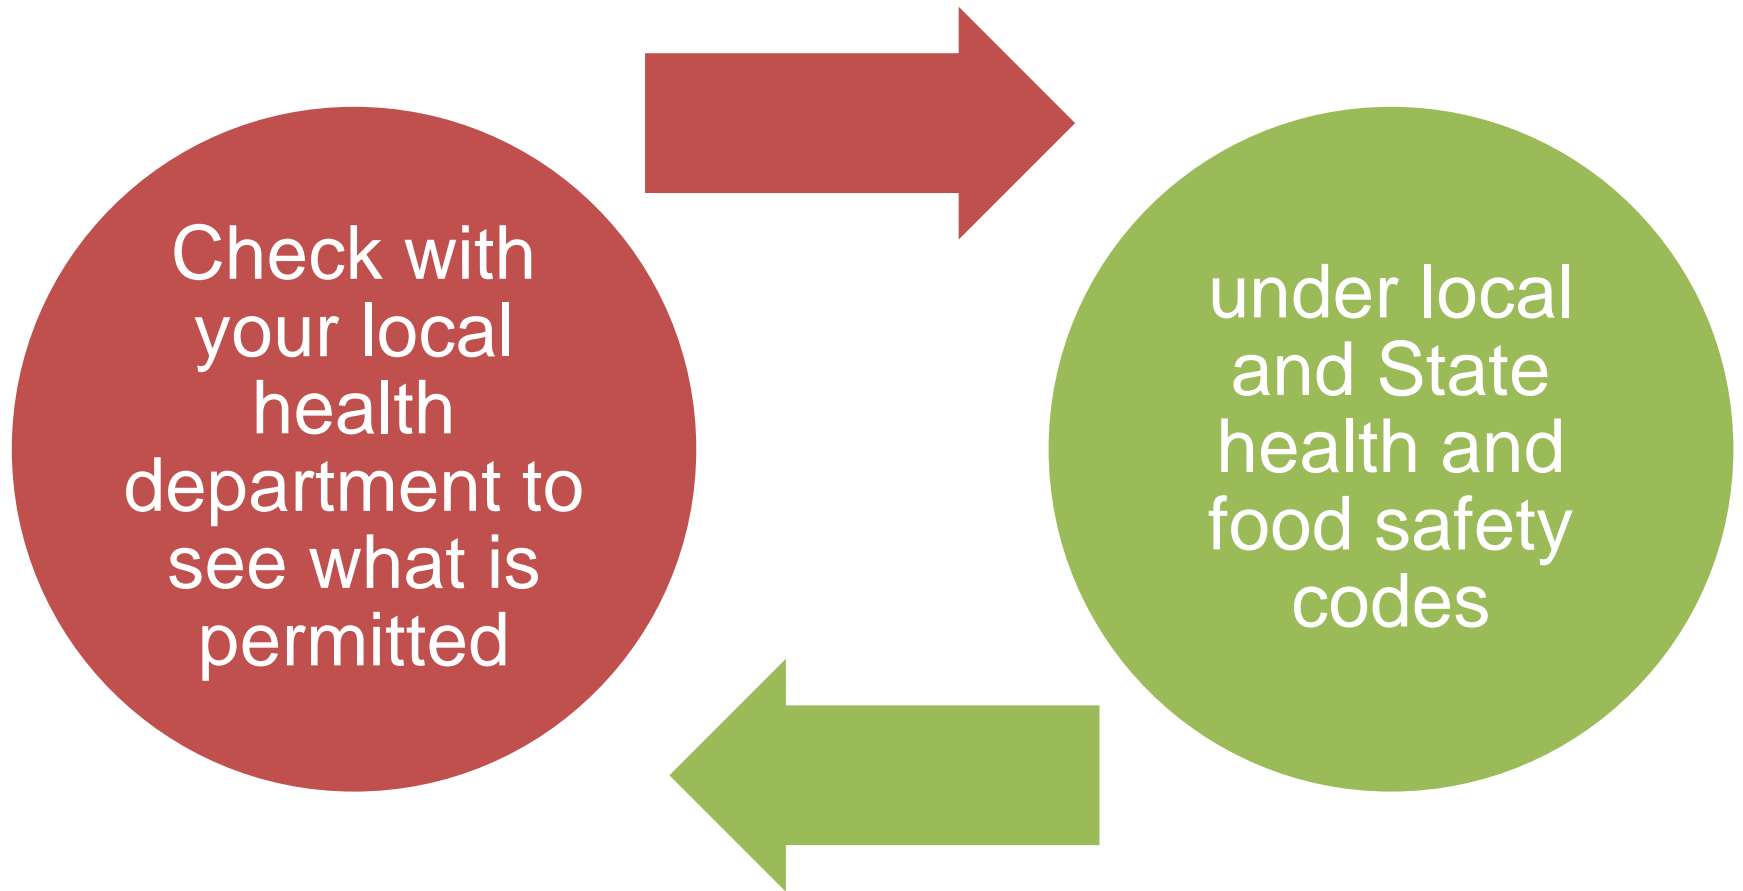 Check with
your local
health
department to
see what is
permitted
under local
and State
health and
food safety
codes